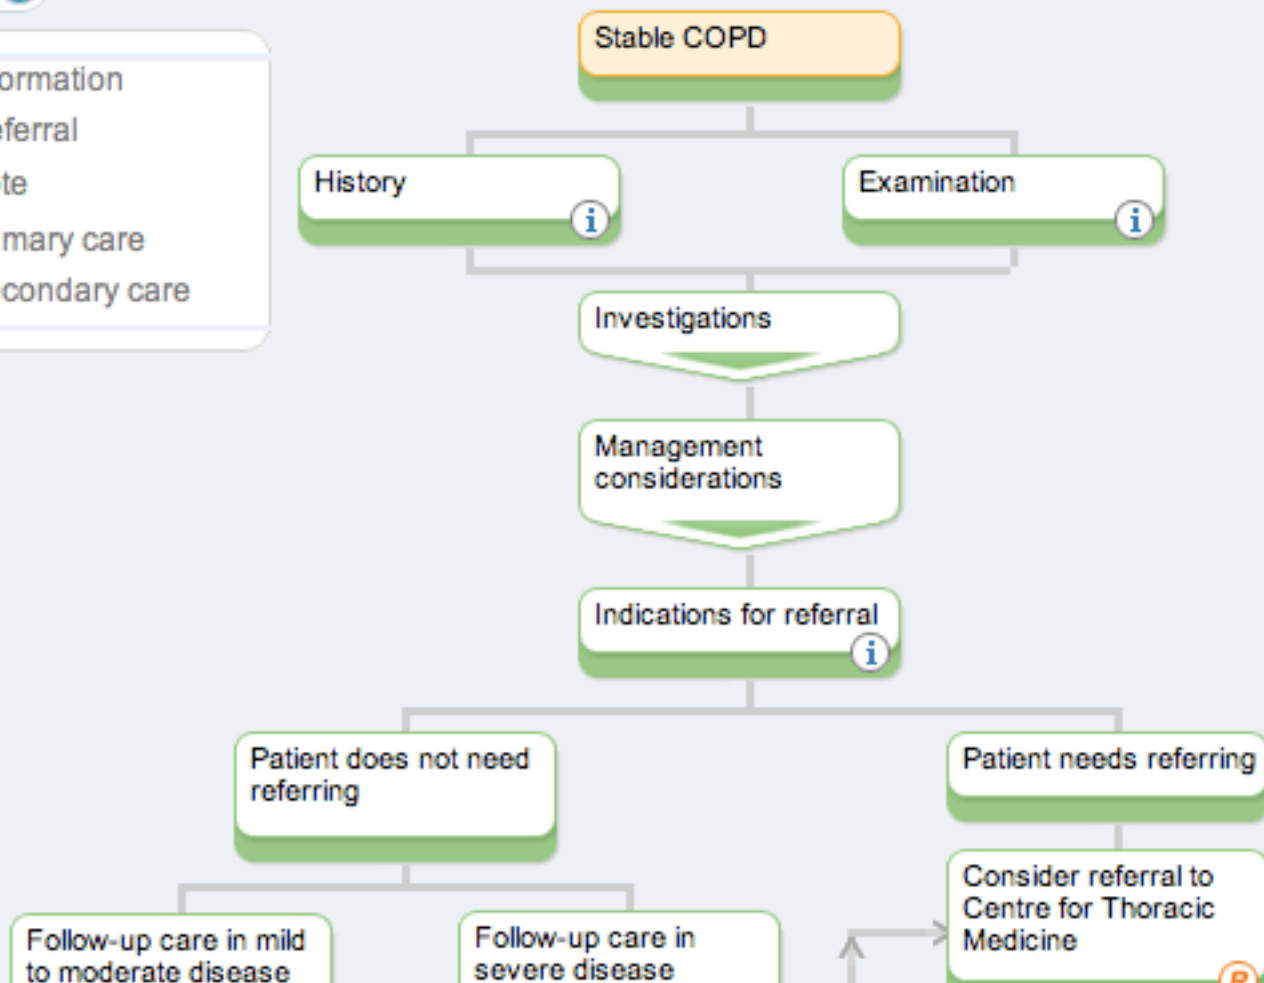 Stable COPD
ormation
eferral
te
mary care
condary care
History
i
Examination
i
Investigations
Management
considerations
Indications for referral
i
Patient does not need
referring
Patient needs referring
Consider referral to
Centre for Thoracic
Medicine
R
Follow-up care in mild
to moderate disease
Follow-up care in
severe disease